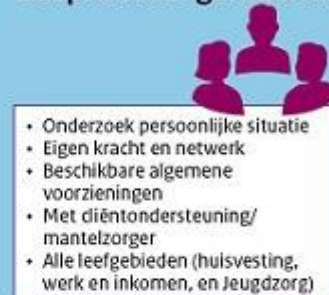 • Onderzoek persoonlijke situatie
• Eigen kracht en netwerk
• Beschikbare algemene
voorzieningen
• Met cliëntondersteuning/
mantelzorger
• Alle leefgebieden (huisvesting,
werk en inkomen, en Jeugdzorg)